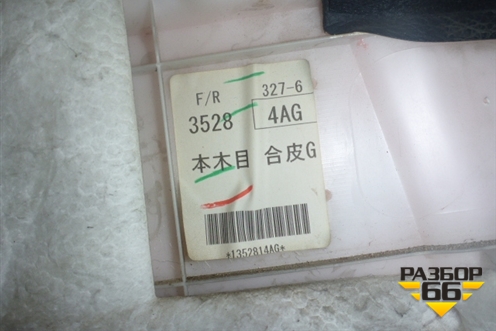 F/R 327-6
3528 4AG
本木目 合皮G
*1352814AG*
РАЗБОР
66